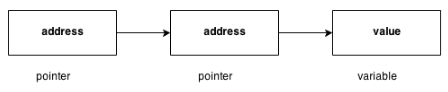 address address value
pointer pointer variable